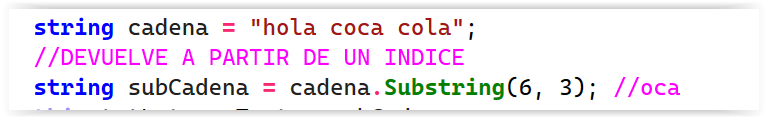 string cadena = "hola coca cola";
//DEVUELVE A PARTIR DE UN INDICE
string subCadena = cadena.Substring(6, 3); //oca